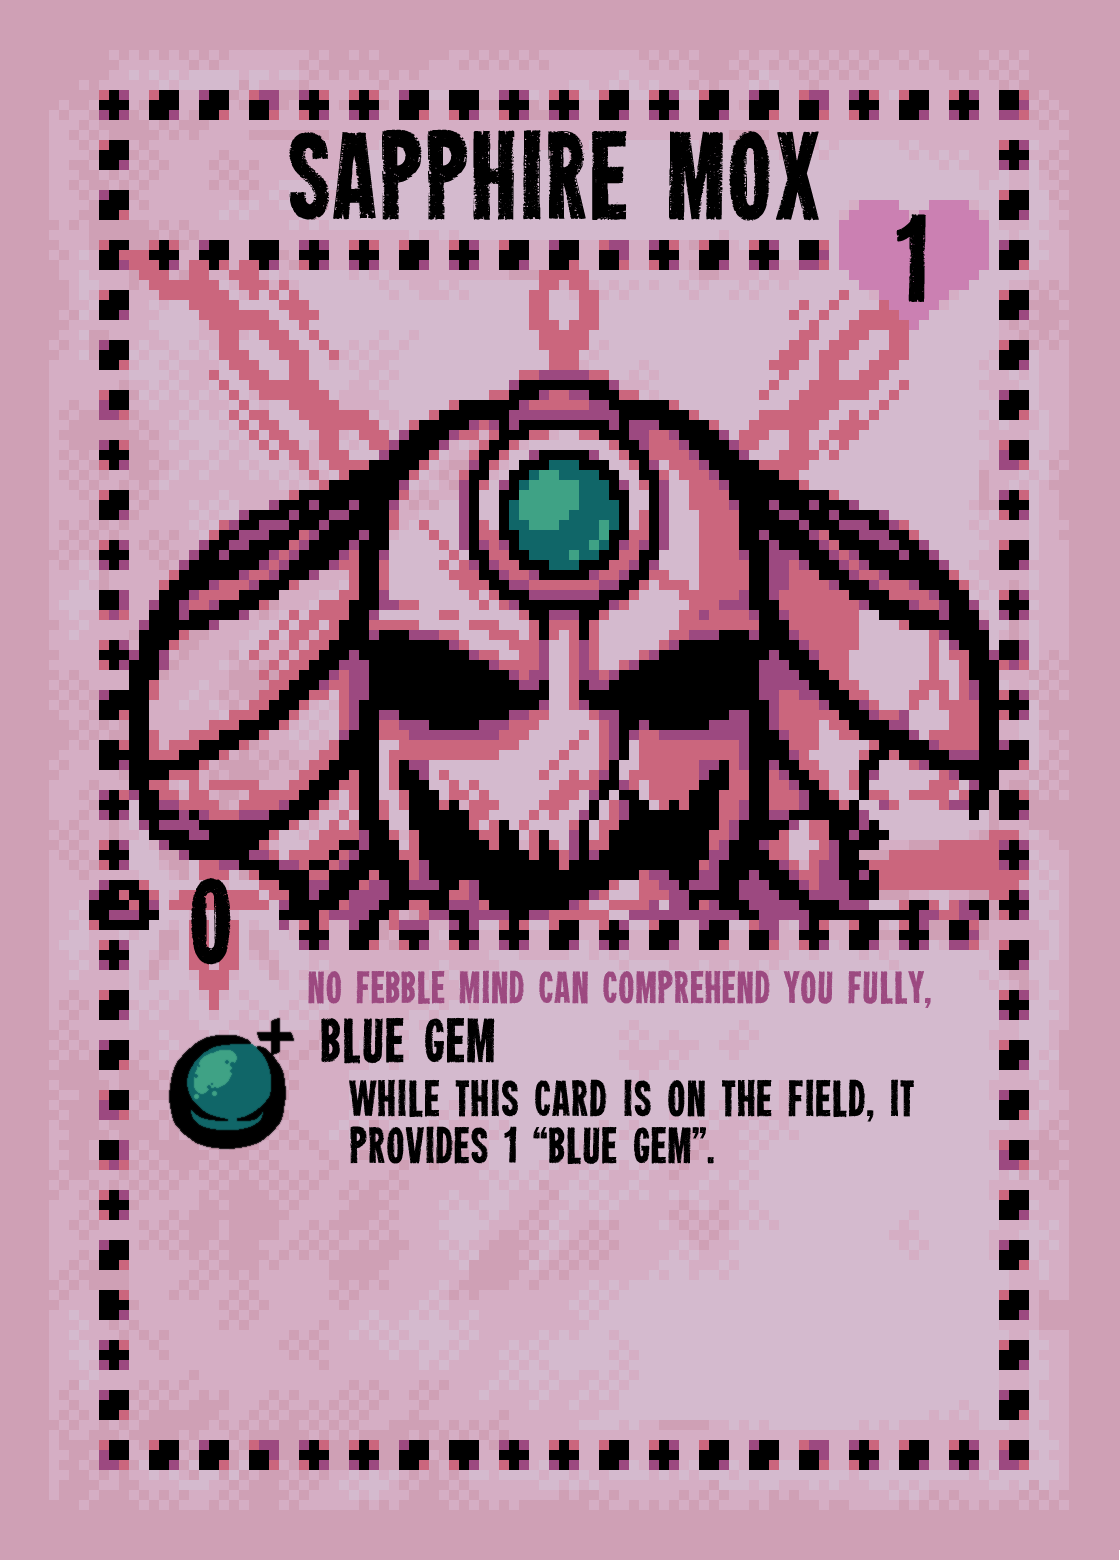 SAPPHIRE MOX
1
0
NO FEBBLE MIND CAN COMPREHEND YOU FULLY,
BLUE GEM
WHILE THIS CARD IS ON THE FIELD, IT
PROVIDES 1 “BLUE GEM”.